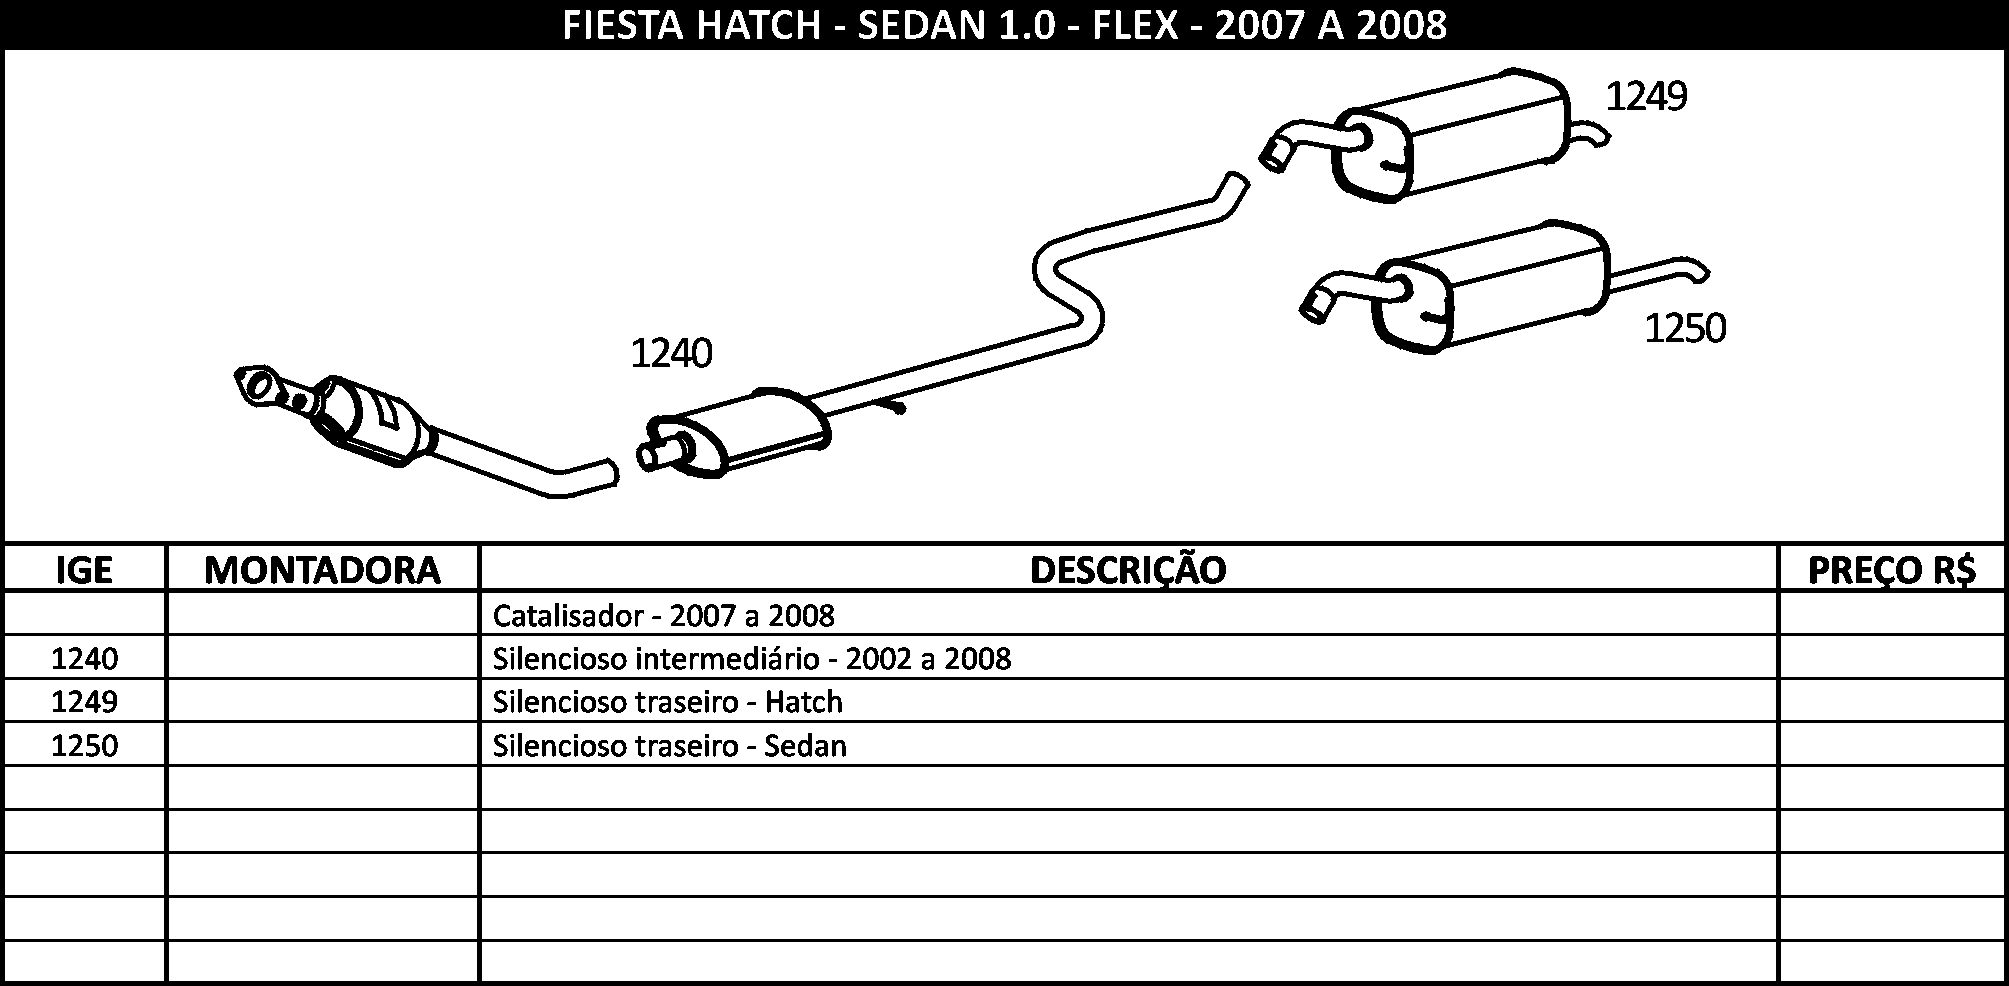 FIESTA HATCH - SEDAN 1.0 - FLEX - 2007 A 2008
1249
1250
1240
IGE MONTADORA DESCRIÇÃO PREÇO R$
Catalisador - 2007 a 2008
1240 Silencioso intermediário - 2002 a 2008
1249 Silencioso traseiro - Hatch
1250 Silencioso traseiro - Sedan